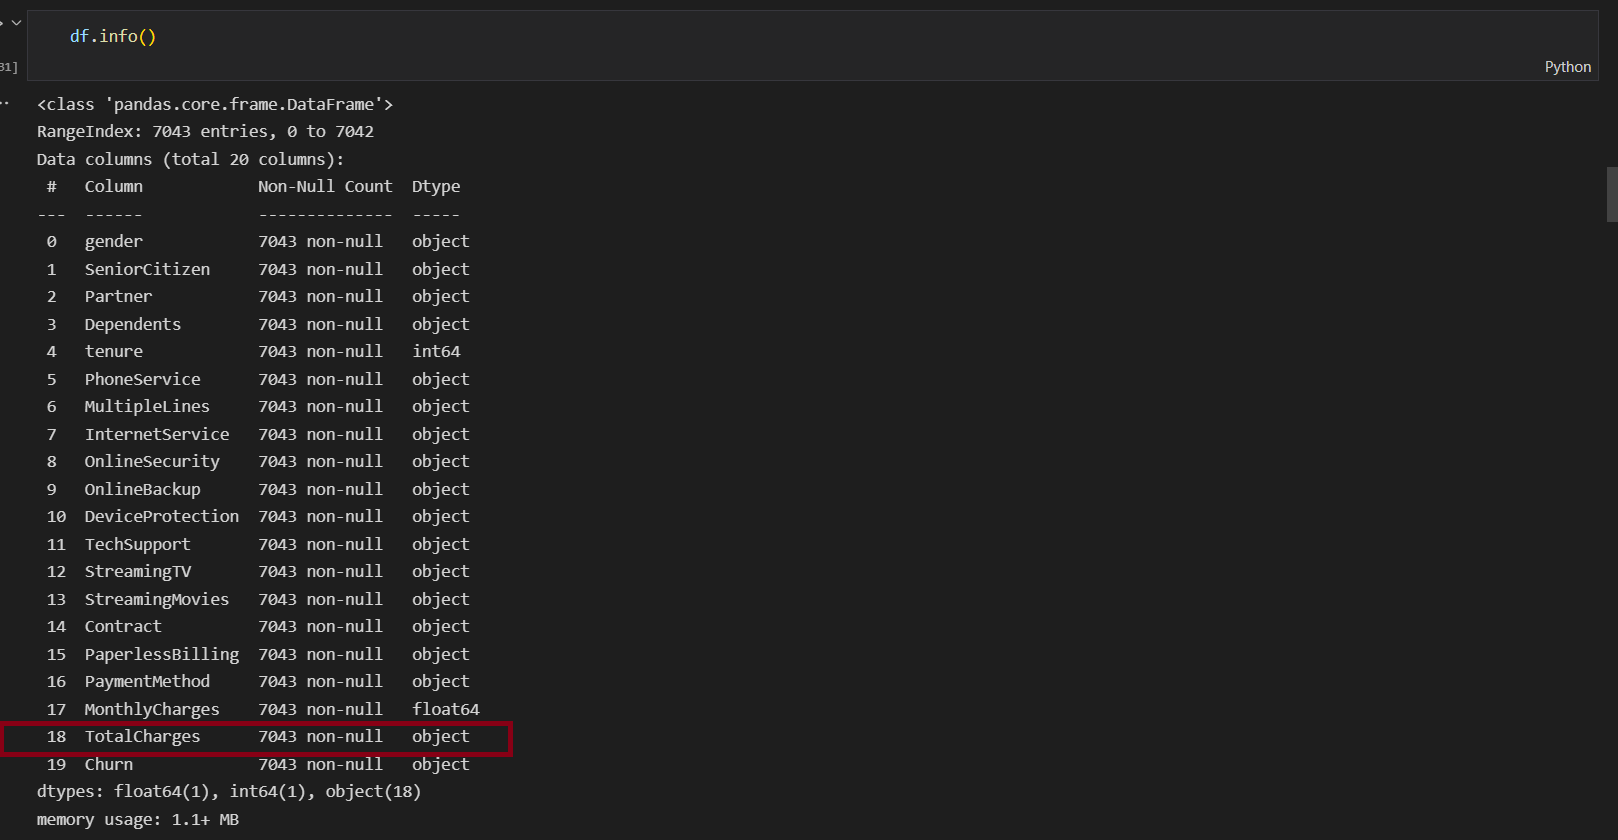 df.info()
31]
Python
<class 'pandas.core.frame.DataFrame'>
RangeIndex: 7043 entries, 0 to 7042
Data columns (total 20 columns):
 #   Column            Non-Null Count  Dtype
---  ------            --------------  -----
 0   gender            7043 non-null   object
 1   SeniorCitizen     7043 non-null   object
 2   Partner           7043 non-null   object
 3   Dependents        7043 non-null   object
 4   tenure            7043 non-null   int64
 5   PhoneService      7043 non-null   object
 6   MultipleLines     7043 non-null   object
 7   InternetService   7043 non-null   object
 8   OnlineSecurity    7043 non-null   object
 9   OnlineBackup      7043 non-null   object
 10  DeviceProtection  7043 non-null   object
 11  TechSupport       7043 non-null   object
 12  StreamingTV       7043 non-null   object
 13  StreamingMovies   7043 non-null   object
 14  Contract          7043 non-null   object
 15  PaperlessBilling  7043 non-null   object
 16  PaymentMethod     7043 non-null   object
 17  MonthlyCharges    7043 non-null   float64
 18  TotalCharges      7043 non-null   object
 19  Churn             7043 non-null   object
dtypes: float64(1), int64(1), object(18)
memory usage: 1.1+ MB